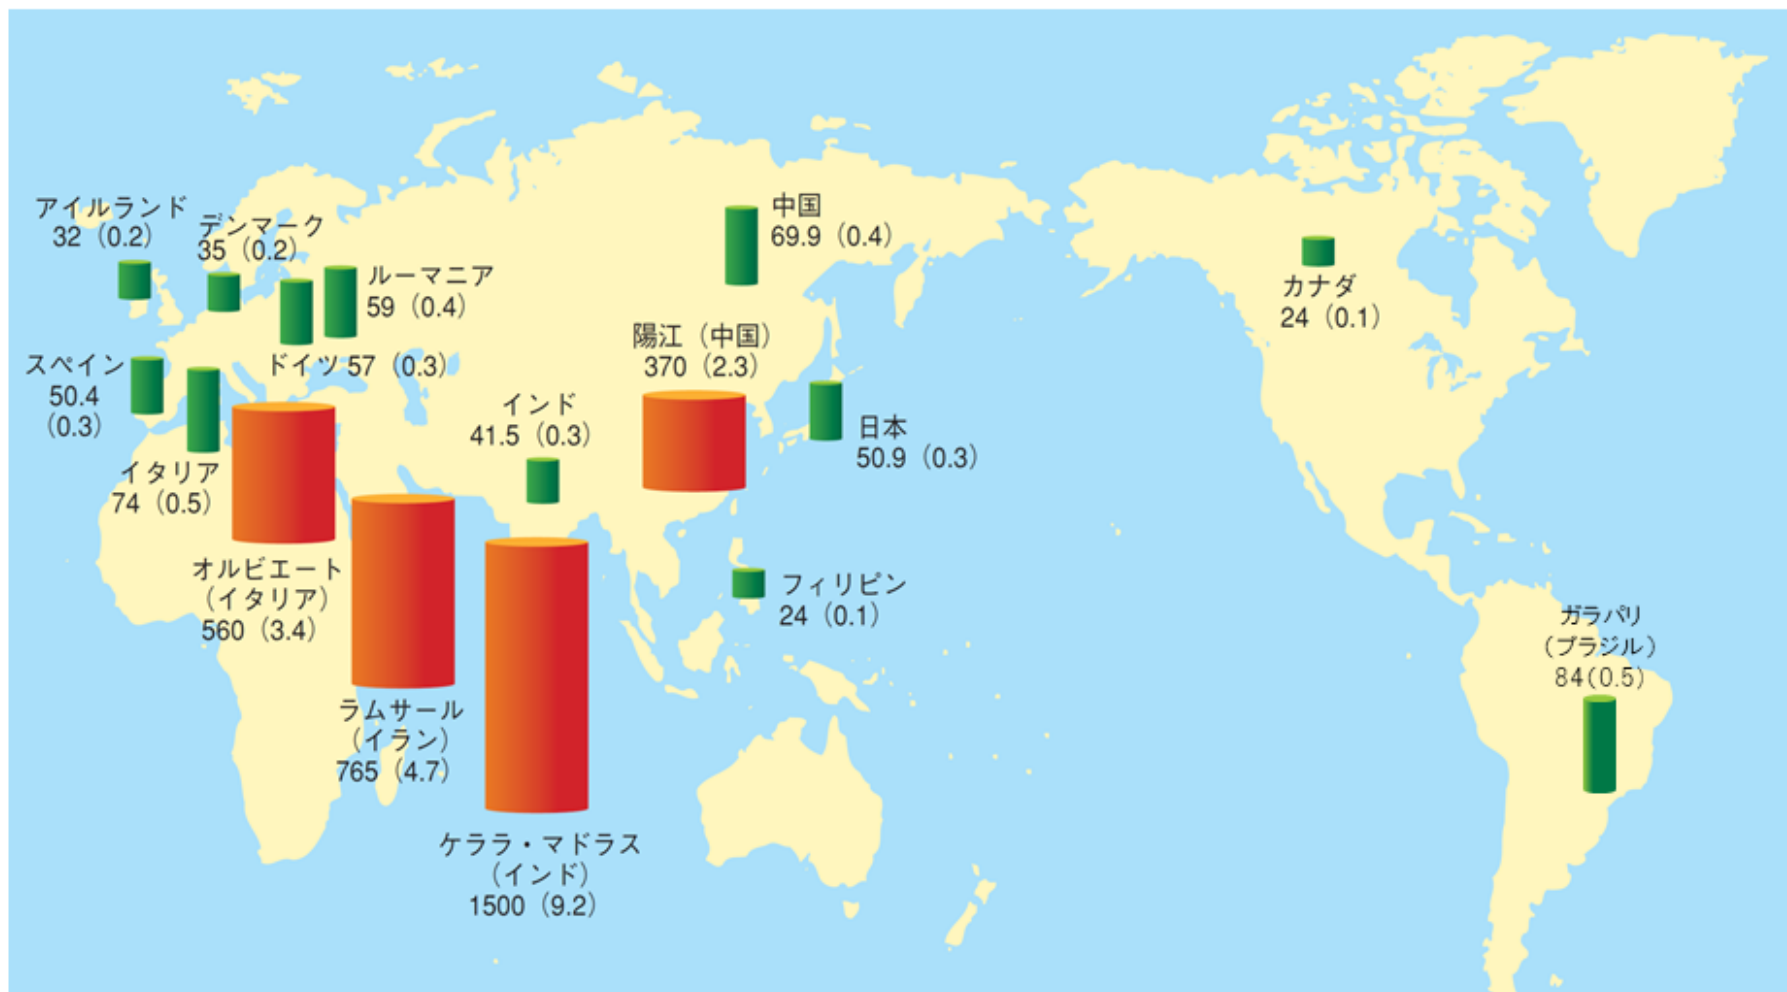 アイルランド
32（0.2）
デンマーク
35（0.2）
ルーマニア
59（0.4）
ドイツ 57（0.3）
スペイン
50.4
（0.3）
イタリア
74（0.5）
オルビエート
（イタリア）
560（3.4）
ラムサール
（イラン）
765（4.7）
インド
41.5（0.3）
ケララ・マドラス
（インド）
1500（9.2）
中国
69.9（0.4）
陽江（中国）
370（2.3）
日本
50.9（0.3）
フィリピン
24（0.1）
カナダ
24（0.1）
ガラパリ
（ブラジル）
84(0.5)